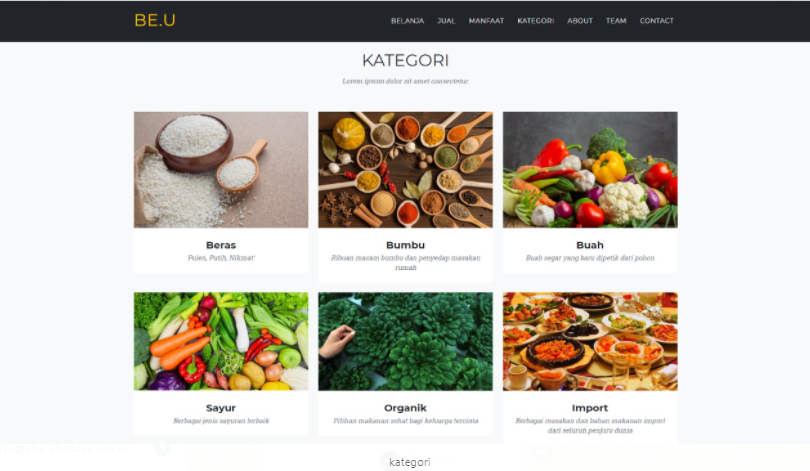 BE.U
BELANJA JUAL MANFAAT KATEGORI ABOUT TEAM CONTACT
KATEGORI
Lorem ipsum dolor sit amet consectetur.
Beras
Pulen, Putih, Nikmat'
Bumbu
Ribuan macam bumbu dan penyedap masakan
rumah
Buah
Buah segar yang baru dipetik dari pohon
Sayur
Berbagai jenis sayuran terbaik
Organik
Pilihan makanan sehat bagi keluarga tercinta
Import
Berbagai masakan dan bahan makanan import
dari seluruh penjuru dunia
kategori